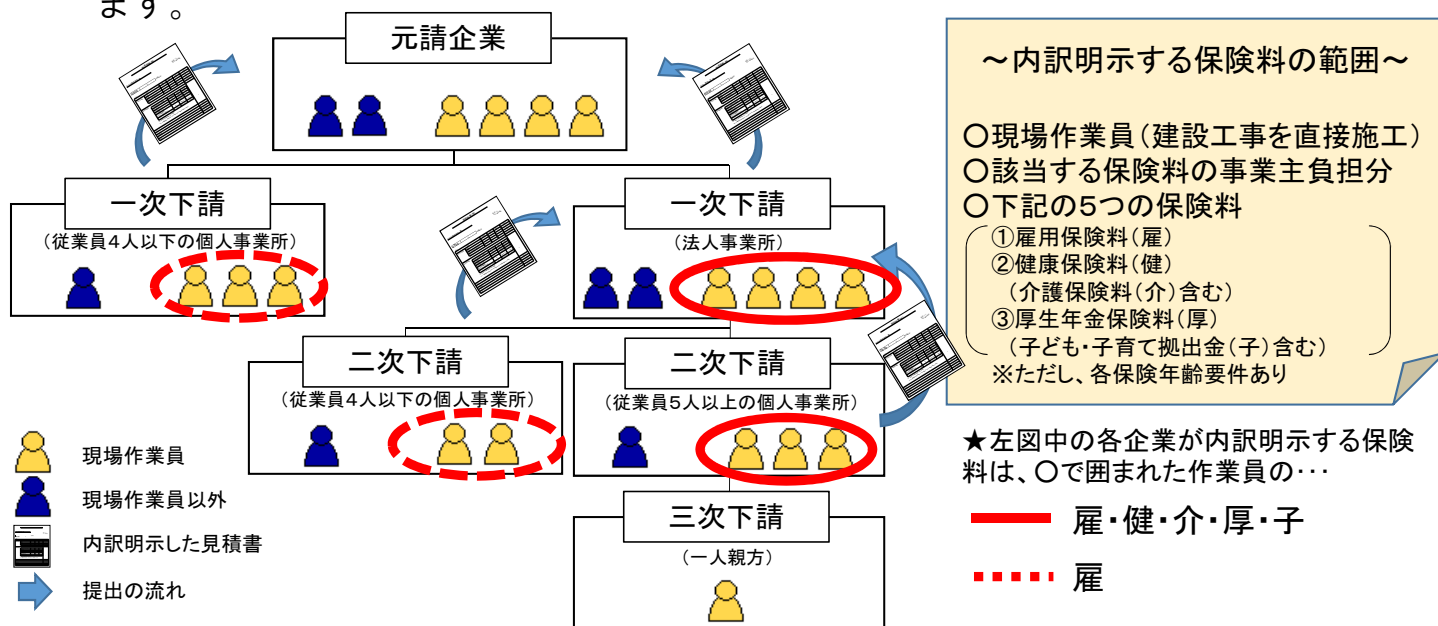 ます。
元請企業
一次下請
(従業員4人以下の個人事業所)
一次下請
(法人事業所)
二次下請
(従業員4人以下の個人事業所)
二次下請
(従業員5人以上の個人事業所)
三次下請
(一人親方)
現場作業員
現場作業員以外
内訳明示した見積書
提出の流れ
～内訳明示する保険料の範囲～
〇現場作業員(建設工事を直接施工)
〇該当する保険料の事業主負担分
〇下記の5つの保険料
①雇用保険料(雇)
②健康保険料(健)
(介護保険料(介)含む)
③厚生年金保険料(厚)
(子ども・子育て拠出金(子)含む)
※ただし、各保険年齢要件あり
★左図中の各企業が内訳明示する保険
料は、〇で囲まれた作業員の…
雇・健・介・厚・子
雇